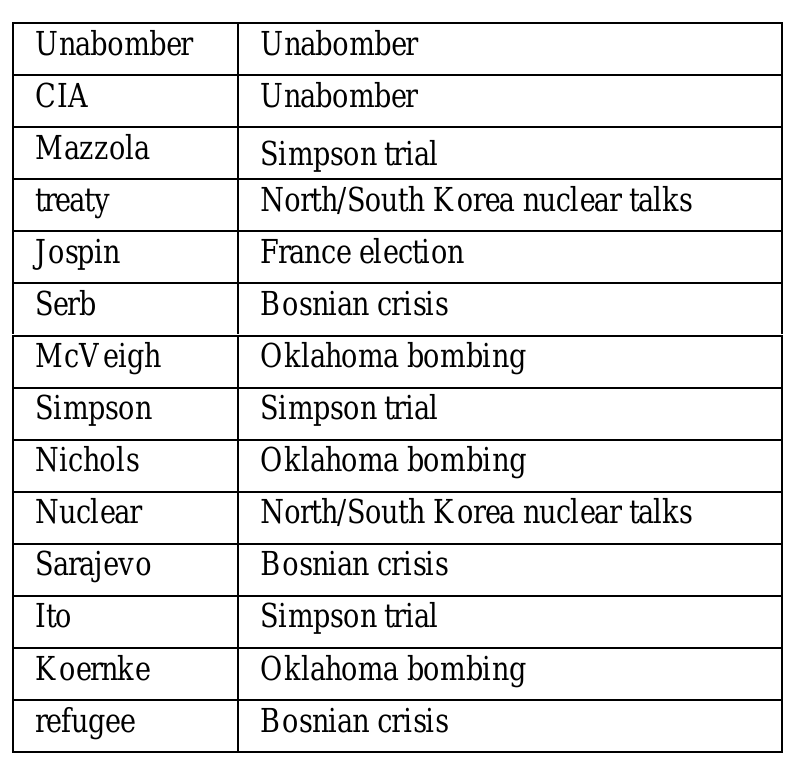 Unabomber Unabomber
CIA Unabomber
Mazzola Simpson trial
treaty North/South Korea nuclear talks
Jospin France election
Serb Bosnian crisis
McVeigh Oklahoma bombing
Simpson Simpson trial
Nichols Oklahoma bombing
Nuclear North/South Korea nuclear talks
Sarajevo Bosnian crisis
Ito Simpson trial
Koernke Oklahoma bombing
refugee Bosnian crisis